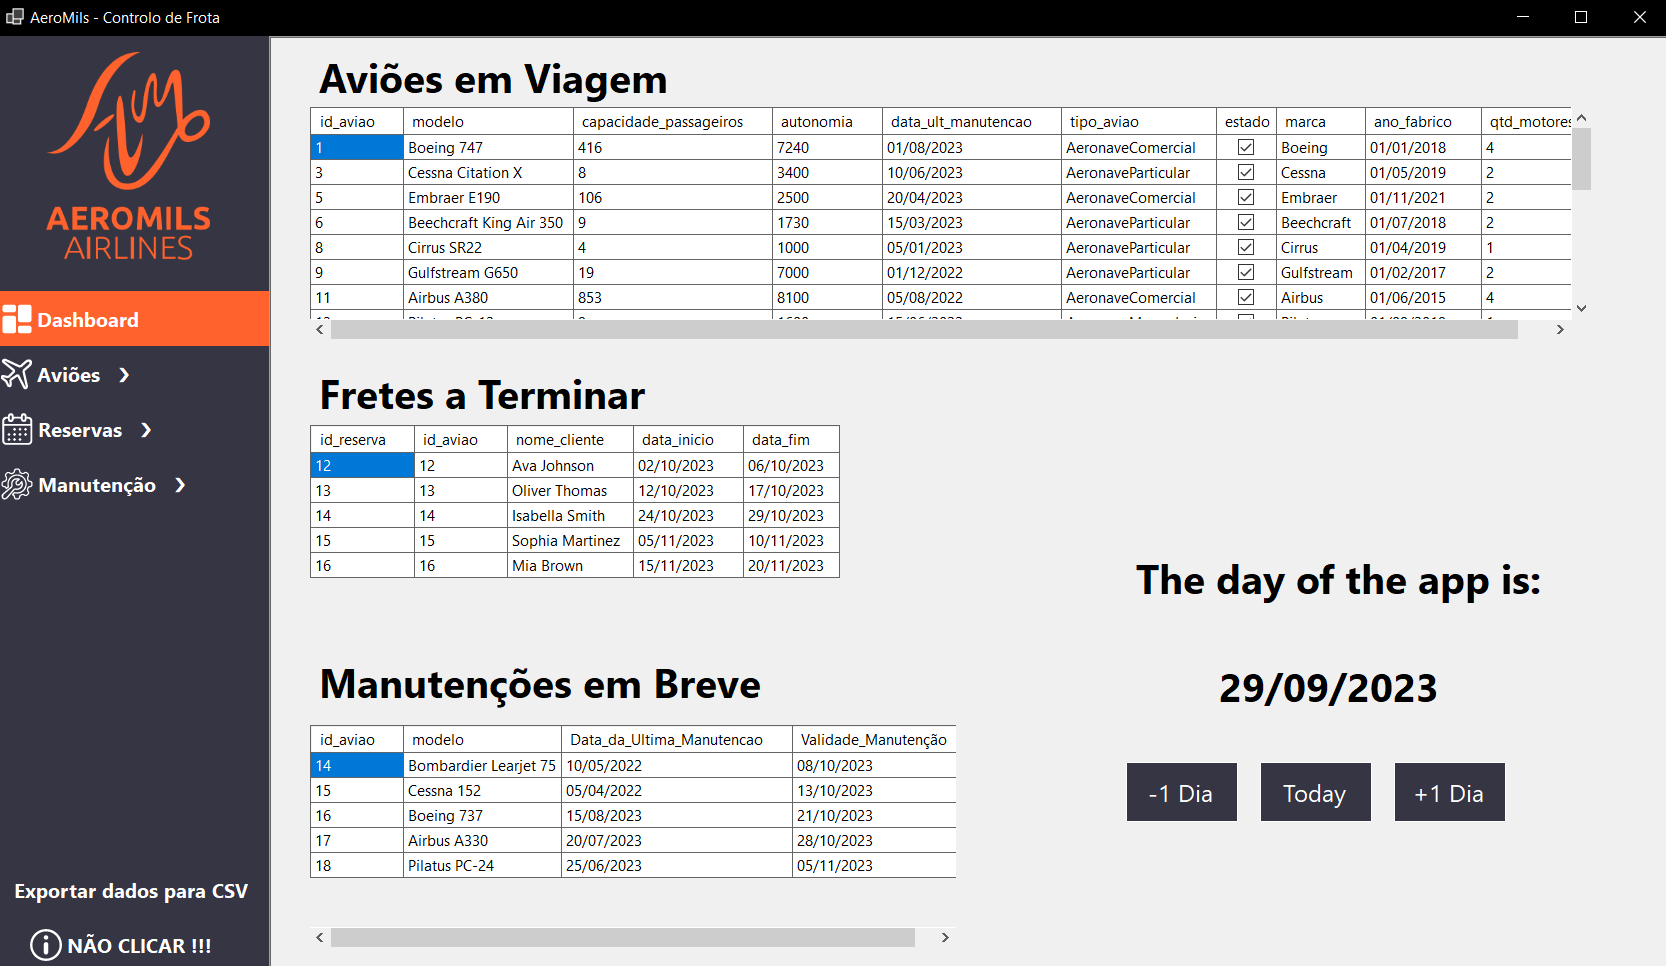 AeroMils - Controlo de Frota
AEROMILS
AIRLINES
Dashboard
Aviões
Reservas
Manutenção
Exportar dados para CSV
NÃO CLICAR !!!
Aviões em Viagem
id_aviao modelo capacidade_passageiros autonomia data_ult_manutencao tipo_aviao estado marca ano_fabrico qtd_motores
1 Boeing 747 416 7240 01/08/2023 AeronaveComercial Boeing 01/01/2018 4
3 Cessna Citation X 8 3400 10/06/2023 AeronaveParticular Cessna 01/05/2019 2
5 Embraer E190 106 2500 20/04/2023 AeronaveComercial Embraer 01/11/2021 2
6 Beechcraft King Air 350 9 1730 15/03/2023 AeronaveParticular Beechcraft 01/07/2018 2
8 Cirrus SR22 4 1000 05/01/2023 AeronaveParticular Cirrus 01/04/2019 1
9 Gulfstream G650 19 7000 01/12/2022 AeronaveParticular Gulfstream 01/02/2017 2
11 Airbus A380 853 8100 05/08/2022 AeronaveComercial Airbus 01/06/2015 4
Fretes a Terminar
id_reserva id_aviao nome_cliente data_inicio data_fim
12 12 Ava Johnson 02/10/2023 06/10/2023
13 13 Oliver Thomas 12/10/2023 17/10/2023
14 14 Isabella Smith 24/10/2023 29/10/2023
15 15 Sophia Martinez 05/11/2023 10/11/2023
16 16 Mia Brown 15/11/2023 20/11/2023
Manutenções em Breve
id_aviao modelo Data_da_Ultima_Manutencao Validade_Manutenção
14 Bombardier Learjet 75 10/05/2022 08/10/2023
15 Cessna 152 05/04/2022 13/10/2023
16 Boeing 737 15/08/2023 21/10/2023
17 Airbus A330 20/07/2023 28/10/2023
18 Pilatus PC-24 25/06/2023 05/11/2023
The day of the app is:
29/09/2023
-1 Dia Today +1 Dia